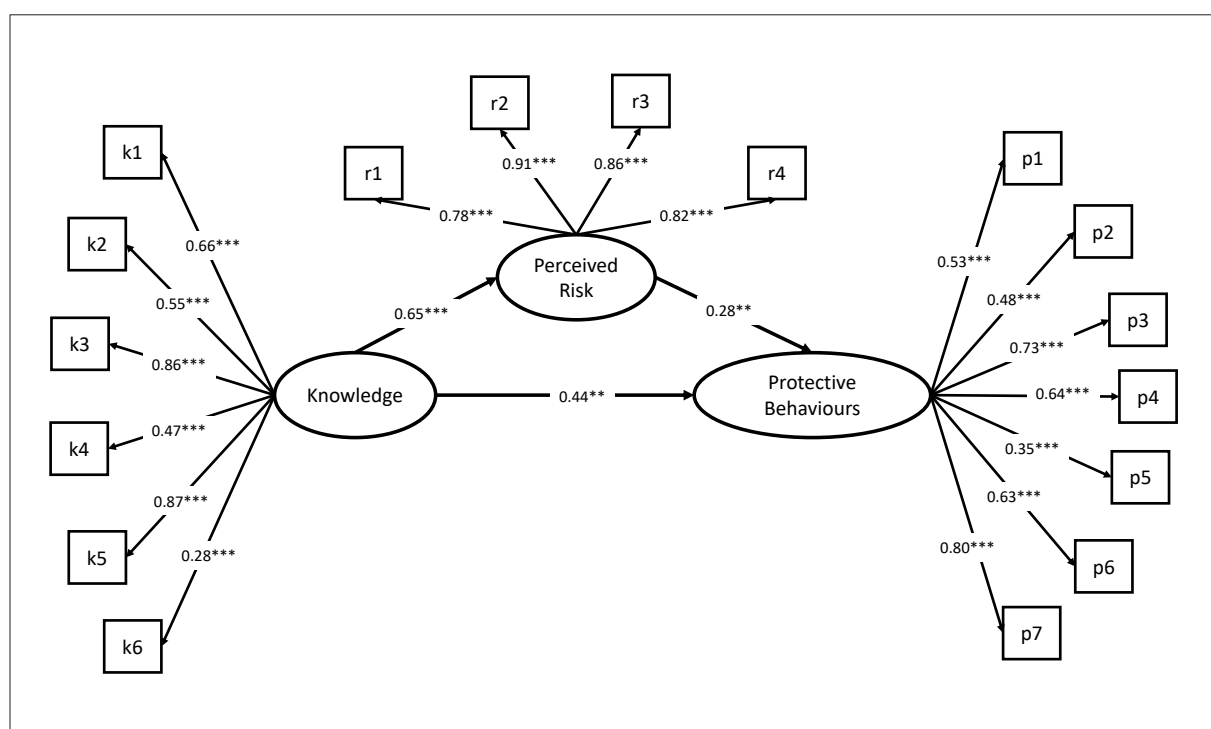 k1
k2
k3
k4
k5
k6
0.66***
0.55***
0.86***
0.47***
0.87***
0.28***
Knowledge
r1
r2
r3
r4
0.78***
0.91***
0.86***
0.82***
Perceived
Risk
0.65***
0.28**
0.44**
Protective
Behaviours
0.53***
0.48***
0.73***
0.64***
0.35***
0.63***
0.80***
p1
p2
p3
p4
p5
p6
p7